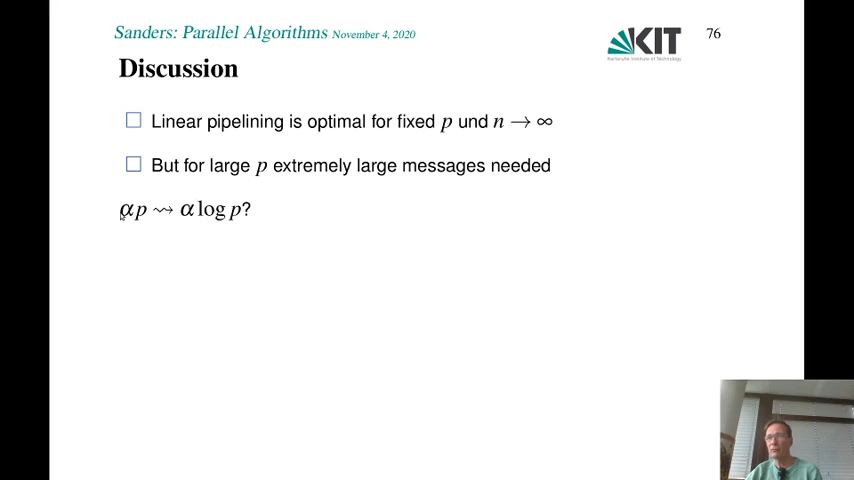 Sanders: Parallel Algorithms November 4, 2020
KIT
Karlsruhe Institute of Technology
76
Discussion
Linear pipelining is optimal for fixed p und n → ∞
But for large p extremely large messages needed
αp ⇝ α log p?